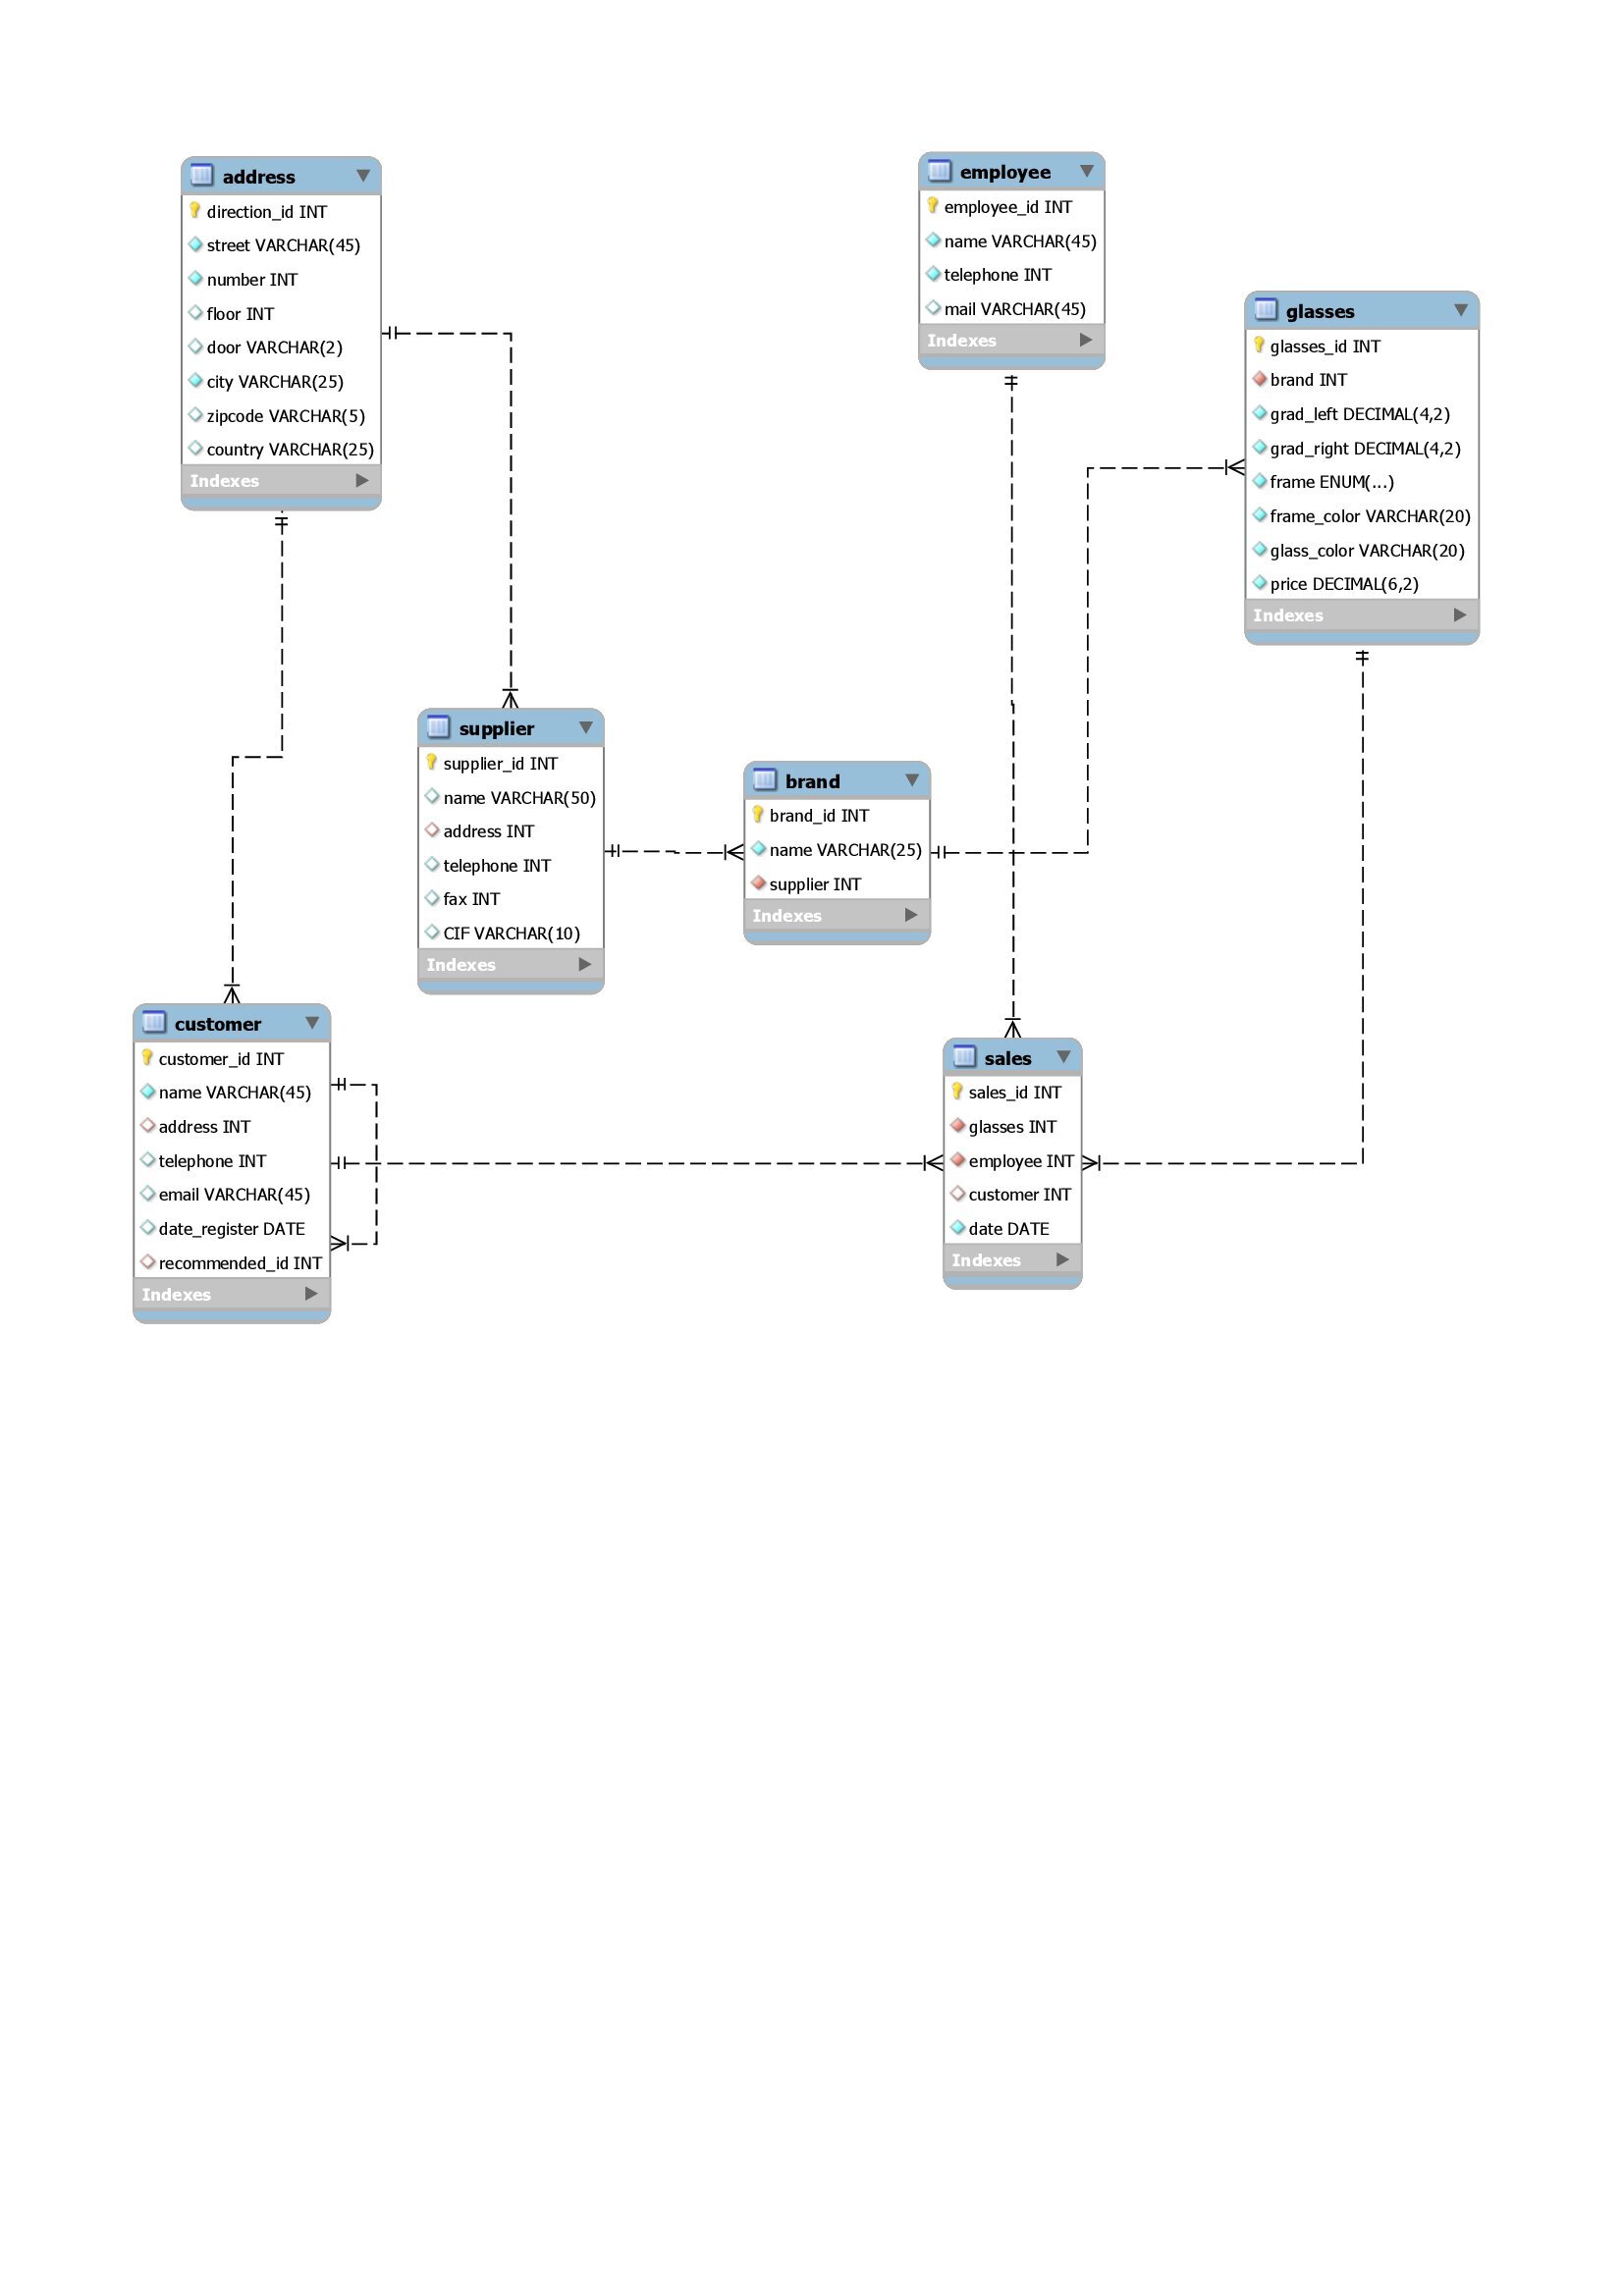 address
direction_id INT
street VARCHAR(45)
number INT
floor INT
door VARCHAR(2)
city VARCHAR(25)
zipcode VARCHAR(5)
country VARCHAR(25)
Indexes
employee
employee_id INT
name VARCHAR(45)
telephone INT
mail VARCHAR(45)
Indexes
glasses
glasses_id INT
brand INT
grad_left DECIMAL(4,2)
grad_right DECIMAL(4,2)
frame ENUM(...)
frame_color VARCHAR(20)
glass_color VARCHAR(20)
price DECIMAL(6,2)
Indexes
supplier
supplier_id INT
name VARCHAR(50)
address INT
telephone INT
fax INT
CIF VARCHAR(10)
Indexes
brand
brand_id INT
name VARCHAR(25)
supplier INT
Indexes
customer
customer_id INT
name VARCHAR(45)
address INT
telephone INT
email VARCHAR(45)
date_register DATE
recommended_id INT
Indexes
sales
sales_id INT
glasses INT
employee INT
customer INT
date DATE
Indexes